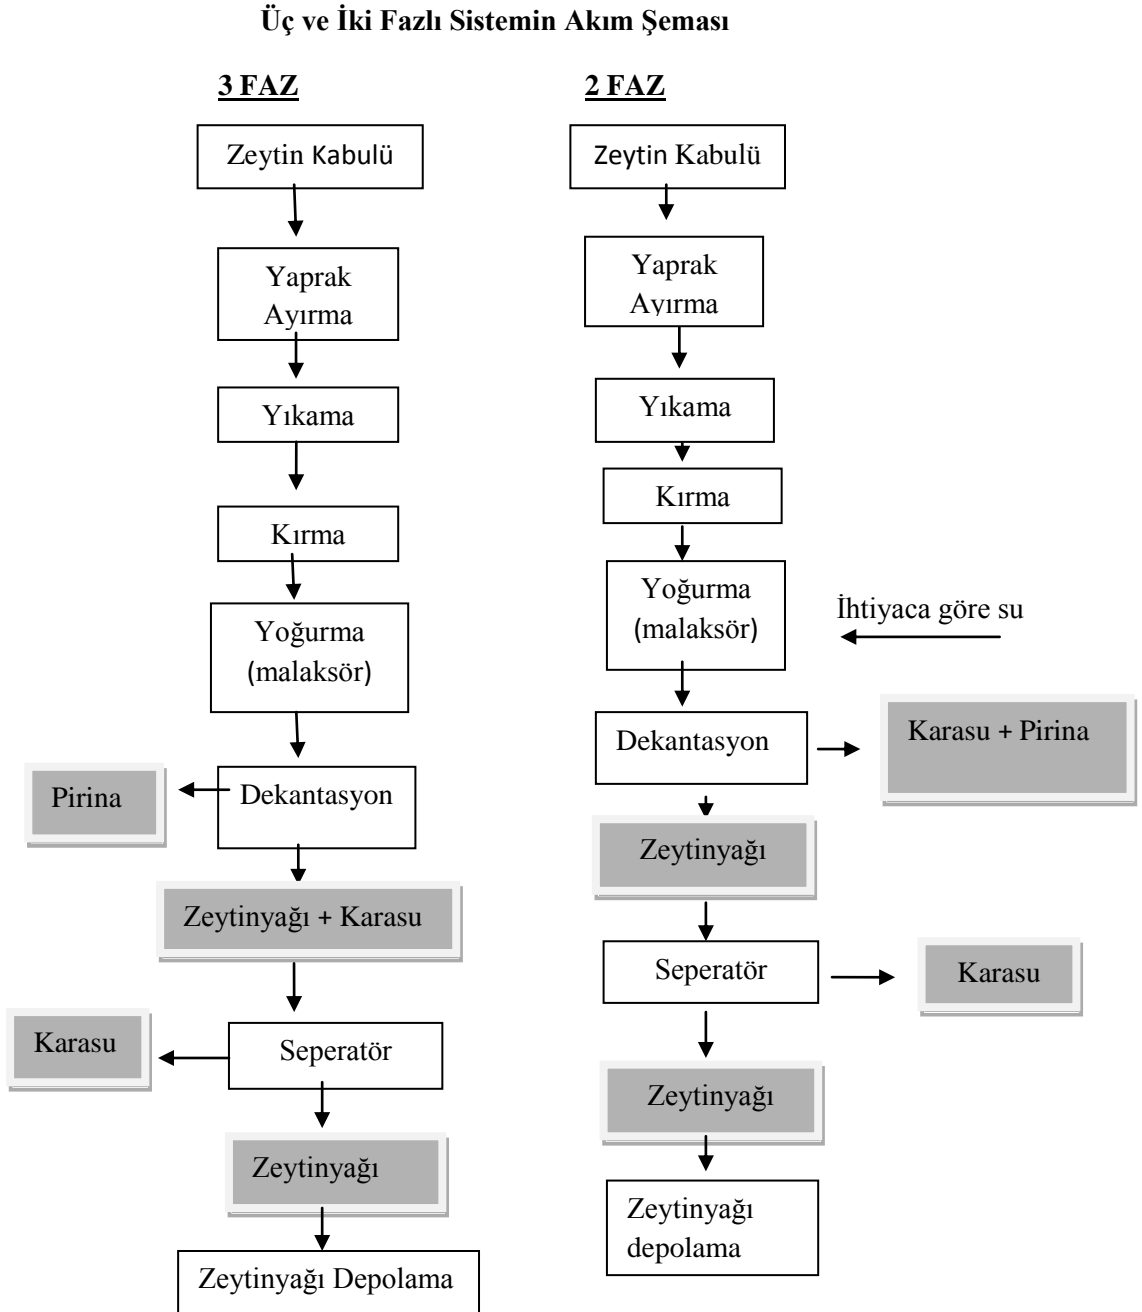 Üç ve İki Fazlı Sistemin Akım Şeması
3 FAZ
Zeytin Kabulü
Yaprak
Ayırma
Yıkama
Kırma
Yoğurma
(malaksör)
Pirina
Dekantasyon
Zeytinyağı + Karasu
Karasu
Seperatör
Zeytinyağı
Zeytinyağı Depolama
2 FAZ
Zeytin Kabulü
Yaprak
Ayırma
Yıkama
Kırma
Yoğurma
(malaksör)
İhtiyaca göre su
Dekantasyon
Karasu + Pirina
Zeytinyağı
Seperatör
Karasu
Zeytinyağı
Zeytinyağı
depolama